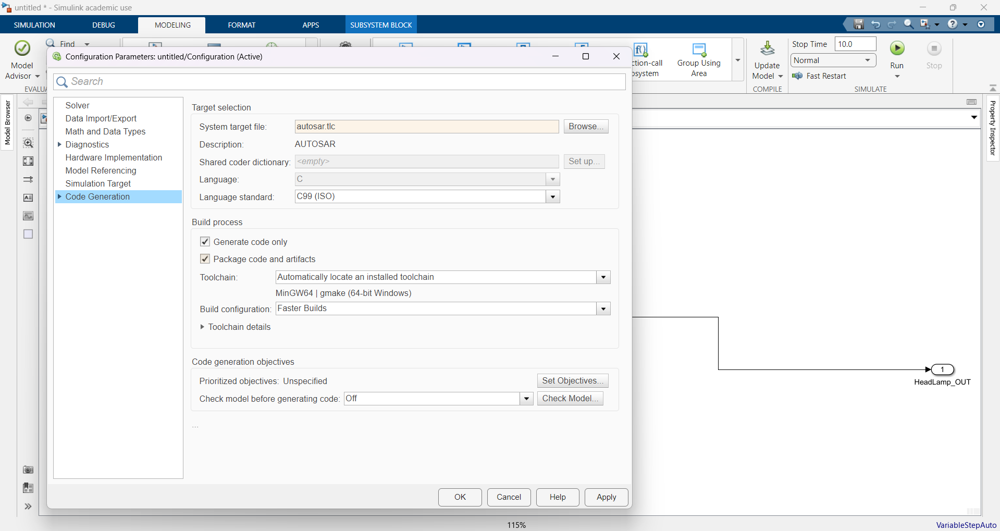 untitled * - Simulink academic use
SIMULATION
DEBUG
MODELING
FORMAT
APPS
SUBSYSTEM BLOCK
Model
Advisor
Find
Group Using
Area
Update
Model
COMPILE
Stop Time
10.0
Normal
Fast Restart
Run
Stop
SIMULATE
Configuration Parameters: untitled/Configuration (Active)
Search
Solver
Data Import/Export
Math and Data Types
Diagnostics
Hardware Implementation
Model Referencing
Simulation Target
Code Generation
Target selection
System target file:
autosar.tlc
Browse...
Description:
AUTOSAR
Shared coder dictionary:
<empty>
Set up...
Language:
C
Language standard:
C99 (ISO)
Build process
Generate code only
Package code and artifacts
Toolchain:
Automatically locate an installed toolchain
MinGW64 | gmake (64-bit Windows)
Build configuration:
Faster Builds
Toolchain details
Code generation objectives
Prioritized objectives: Unspecified
Set Objectives...
Check model before generating code:
Off
Check Model...
...
OK
Cancel
Help
Apply
Model Browser
Property Inspector
1
HeadLamp_OUT
115%
VariableStepAuto